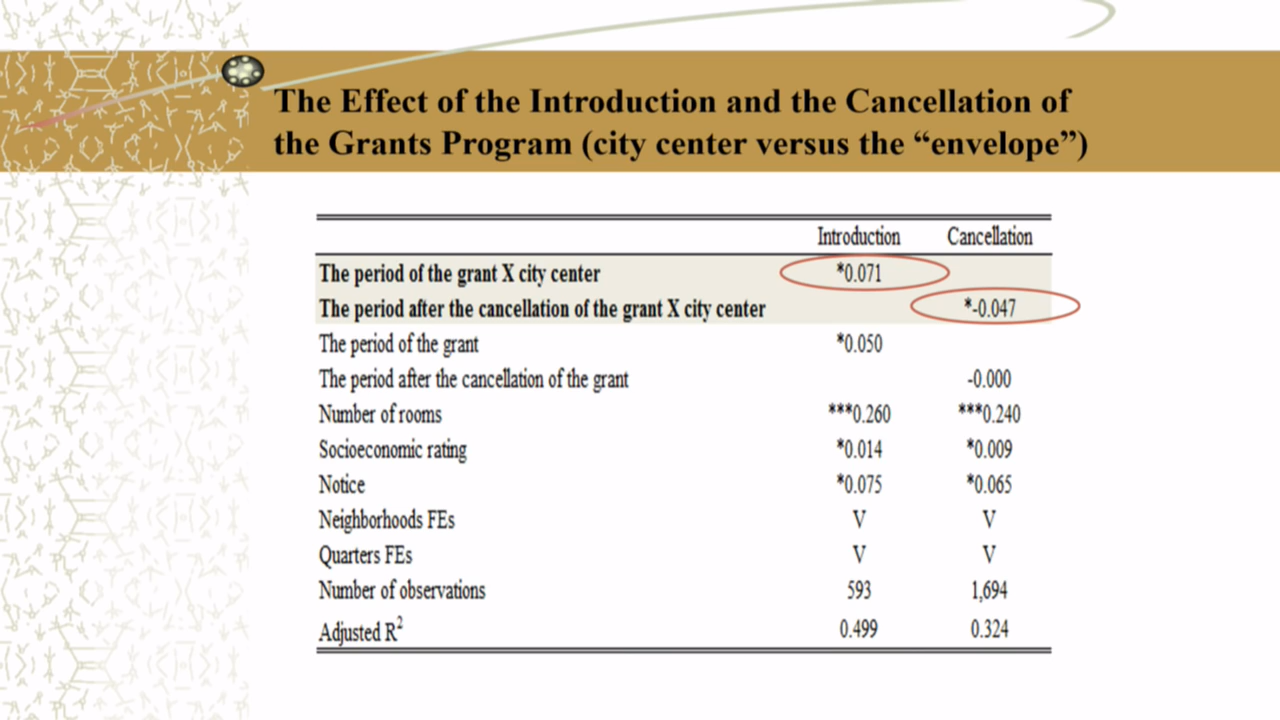 The Effect of the Introduction and the Cancellation of
the Grants Program (city center versus the “envelope”)
Introduction Cancellation
The period of the grant X city center *0.071
The period after the cancellation of the grant X city center *-0.047
The period of the grant *0.050
The period after the cancellation of the grant -0.000
Number of rooms ***0.260 ***0.240
Socioeconomic rating *0.014 *0.009
Notice *0.075 *0.065
Neighborhoods FEs V V
Quarters FEs V V
Number of observations 593 1,694
Adjusted R² 0.499 0.324